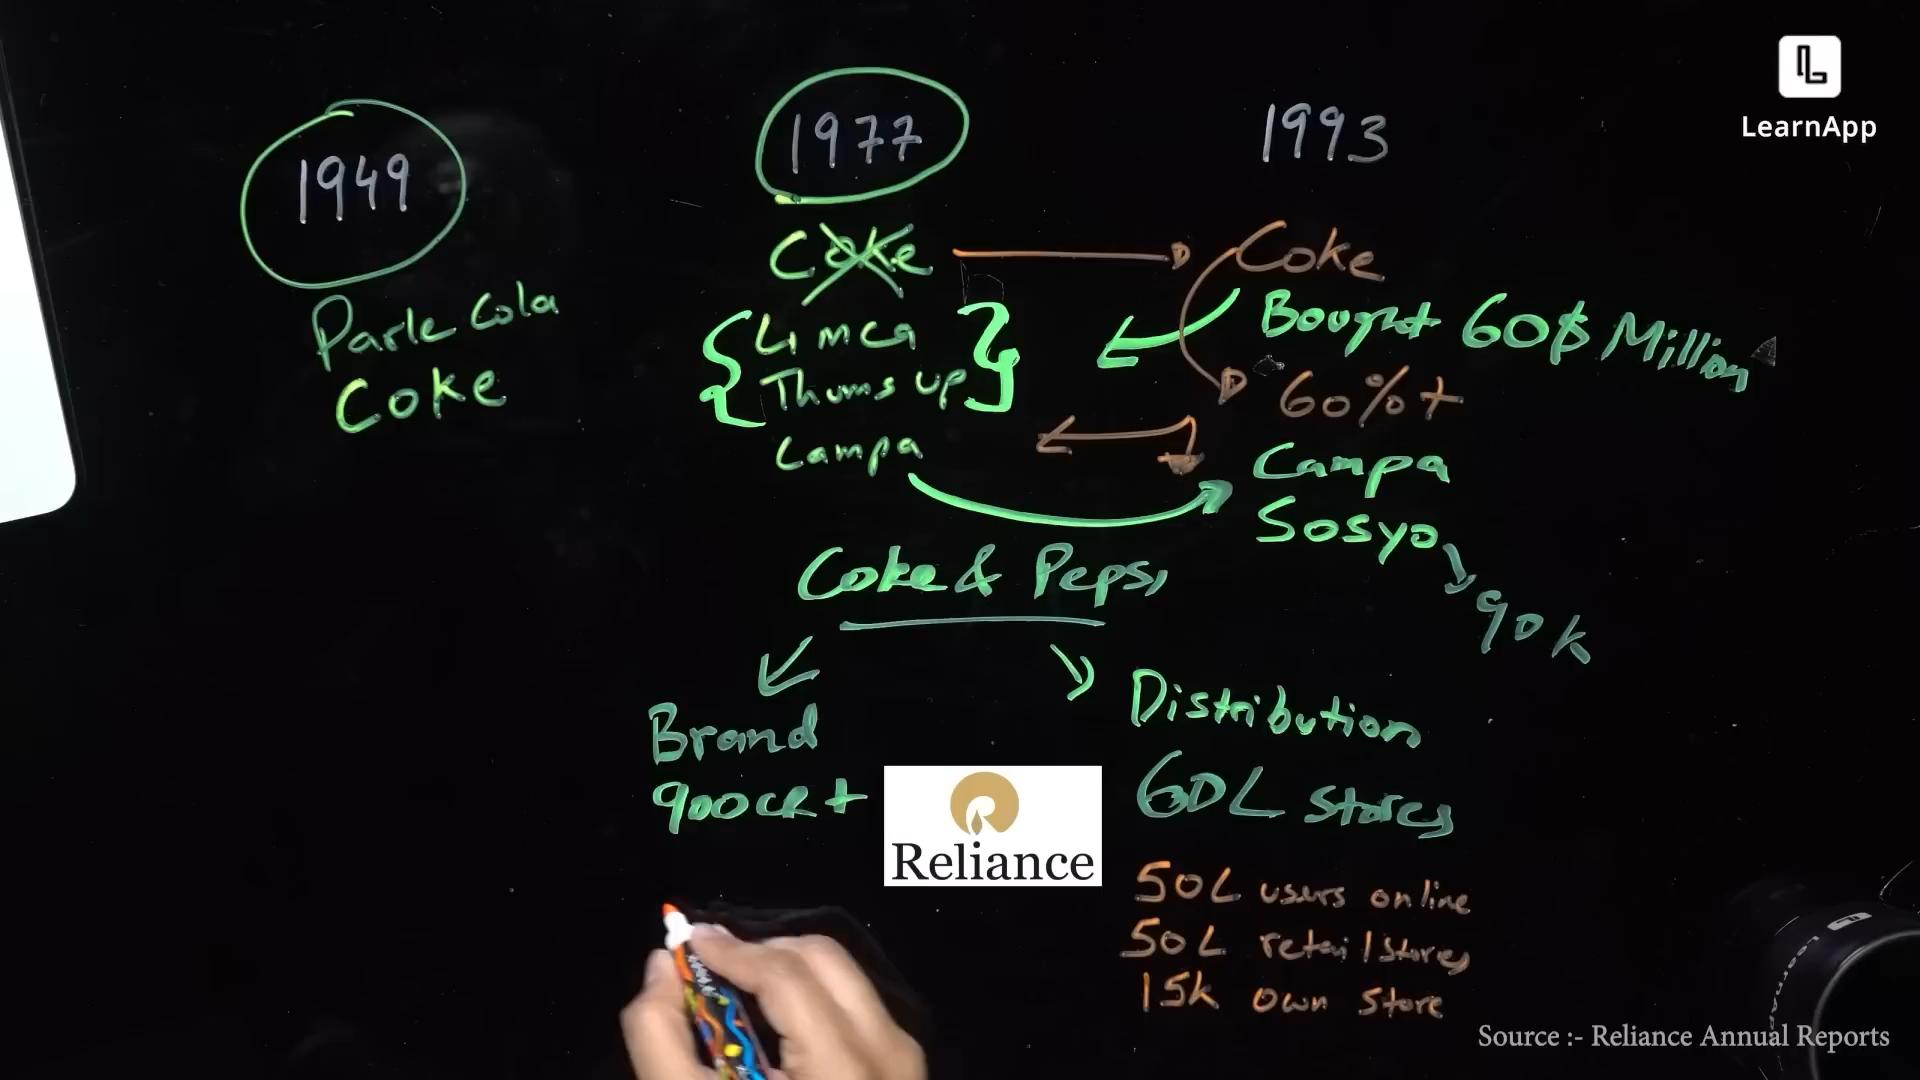 LearnApp
1949
1977
1993
Parle Cola
Coke
Coke
Limca
Thums up
Campa
Coke
Bought 60$ Million
60%+
Campa
Sosyo
90K
Coke & Pepsi
Brand
900CR+
Distribution
60L Stores
Reliance
50L users online
50L retail stores
15K own store
Source :- Reliance Annual Reports